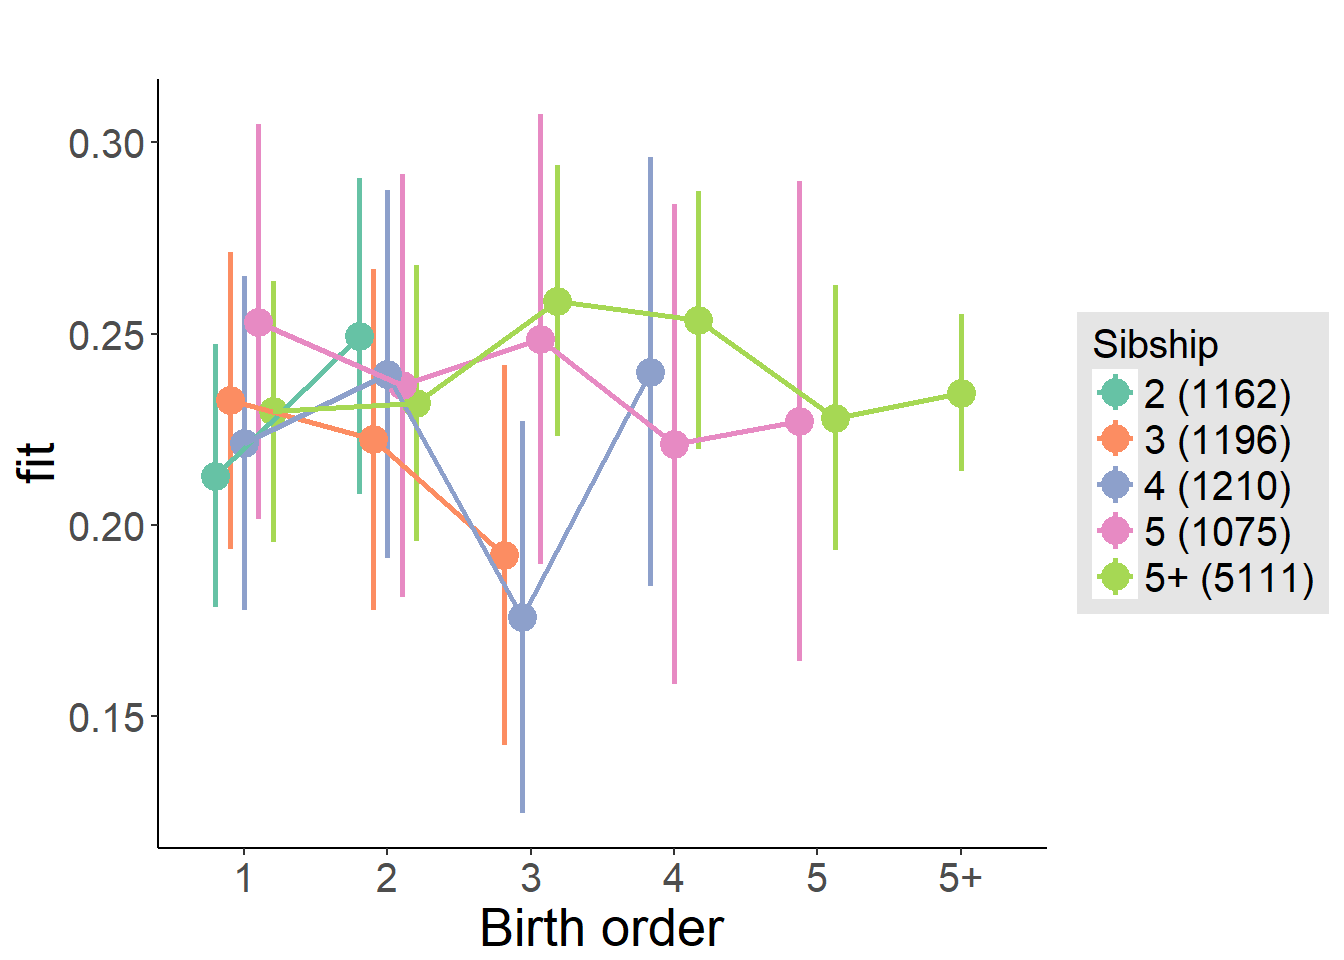 0.30
0.25
0.20
0.15
fit
1 2 3 4 5 5+
Birth order
Sibship
2 (1162)
3 (1196)
4 (1210)
5 (1075)
5+ (5111)